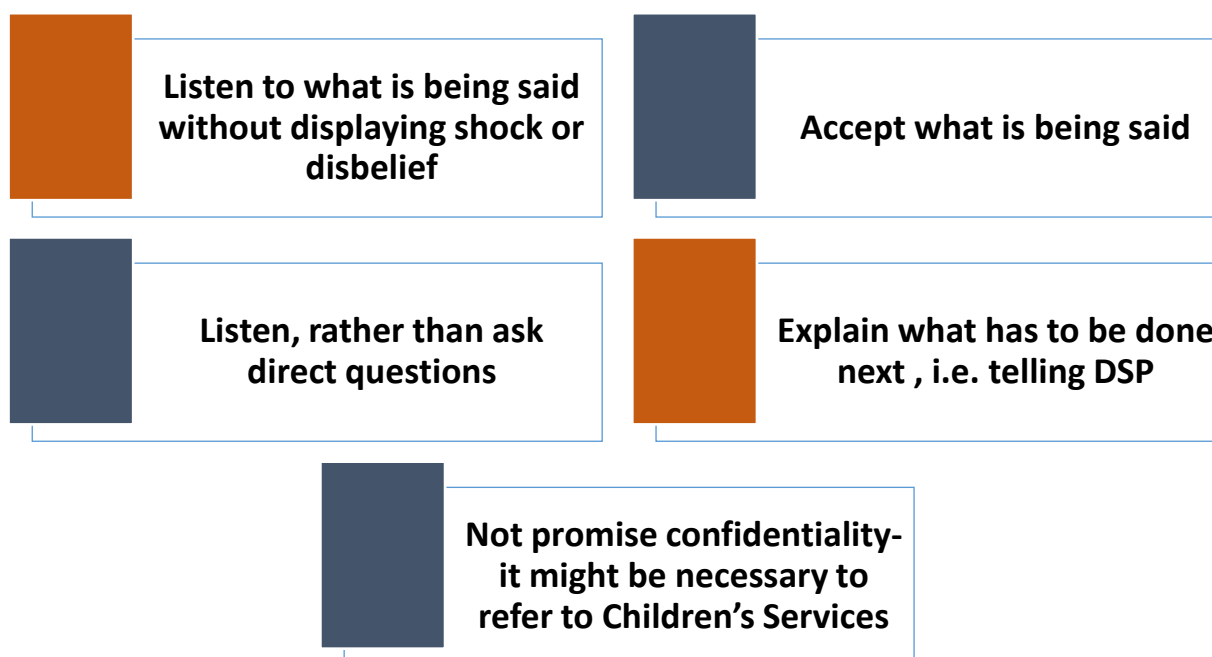 Listen to what is being said
without displaying shock or
disbelief
Accept what is being said
Listen, rather than ask
direct questions
Explain what has to be done
next , i.e. telling DSP
Not promise confidentiality-
it might be necessary to
refer to Children’s Services